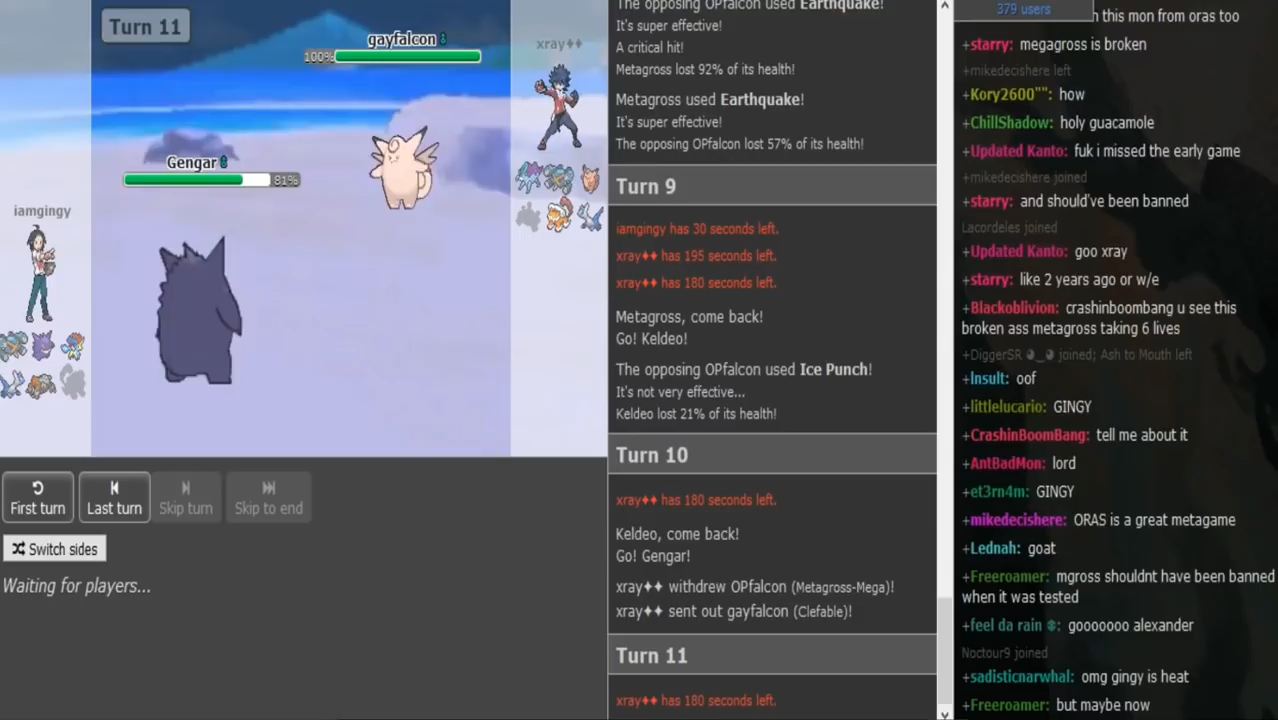 Turn 11
gayfalcon
100%
xray♦♦
Gengar
81%
iamgingy
First turn
Last turn
Skip turn
Skip to end
Switch sides
Waiting for players...
The opposing OPfalcon used Earthquake!
It's super effective!
A critical hit!
Metagross lost 92% of its health!
Metagross used Earthquake!
It's super effective!
The opposing OPfalcon lost 57% of its health!
Turn 9
iamgingy has 30 seconds left.
xray♦♦ has 195 seconds left.
xray♦♦ has 180 seconds left.
Metagross, come back!
Go! Keldeo!
The opposing OPfalcon used Ice Punch!
It's not very effective...
Keldeo lost 21% of its health!
Turn 10
xray♦♦ has 180 seconds left.
Keldeo, come back!
Go! Gengar!
xray♦♦ withdrew OPfalcon (Metagross-Mega)!
xray♦♦ sent out gayfalcon (Clefable)!
Turn 11
xray♦♦ has 180 seconds left.
379 users
this mon from oras too
+starry: megagross is broken
+mikedecishere left
+Kory2600"": how
+ChillShadow: holy guacamole
+Updated Kanto: fuk i missed the early game
+mikedecishere joined
+starry: and should've been banned
Lacordeles joined
+Updated Kanto: goo xray
+starry: like 2 years ago or w/e
+Blackoblivion: crashinboombang u see this
broken ass metagross taking 6 lives
+DiggerSR ◕‿◕ joined; Ash to Mouth left
+Insult: oof
+littlelucario: GINGY
+CrashinBoomBang: tell me about it
+AntBadMon: lord
+et3rn4m: GINGY
+mikedecishere: ORAS is a great metagame
+Lednah: goat
+Freeroamer: mgross shouldnt have been banned
when it was tested
+feel da rain: gooooooo alexander
Noctour9 joined
+sadisticnarwhal: omg gingy is heat
+Freeroamer: but maybe now